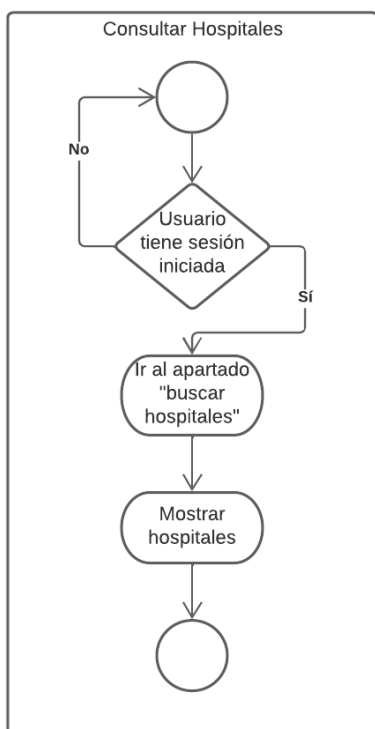 Consultar Hospitales
No
Usuario
tiene sesión
iniciada
Sí
Ir al apartado
"buscar
hospitales"
Mostrar
hospitales